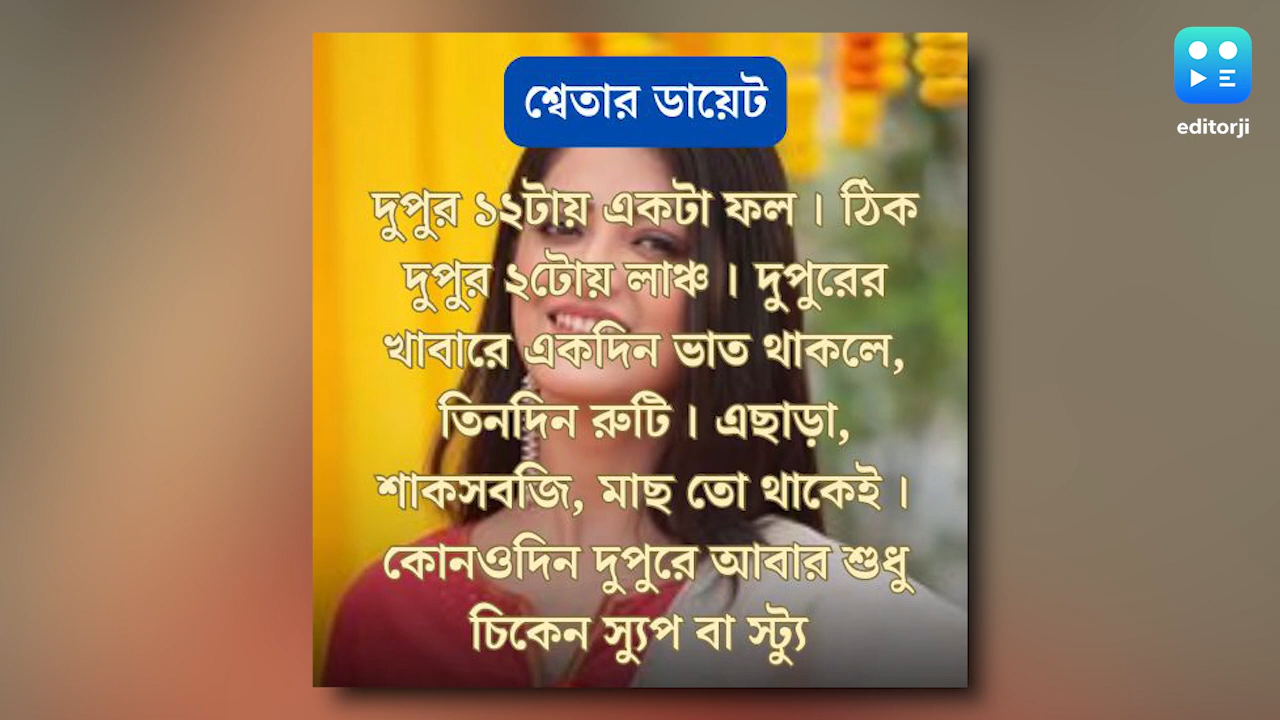 শ্বেতার ডায়েট
দুপুর ১২টায় একটা ফল। ঠিক
দুপুর ২টোয় লাঞ্চ। দুপুরের
খাবারে একদিন ভাত থাকলে,
তিনদিন রুটি। এছাড়া,
শাকসবজি, মাছ তো থাকেই।
কোনওদিন দুপুরে আবার শুধু
চিকেন স্যুপ বা স্ট্যু
editorji